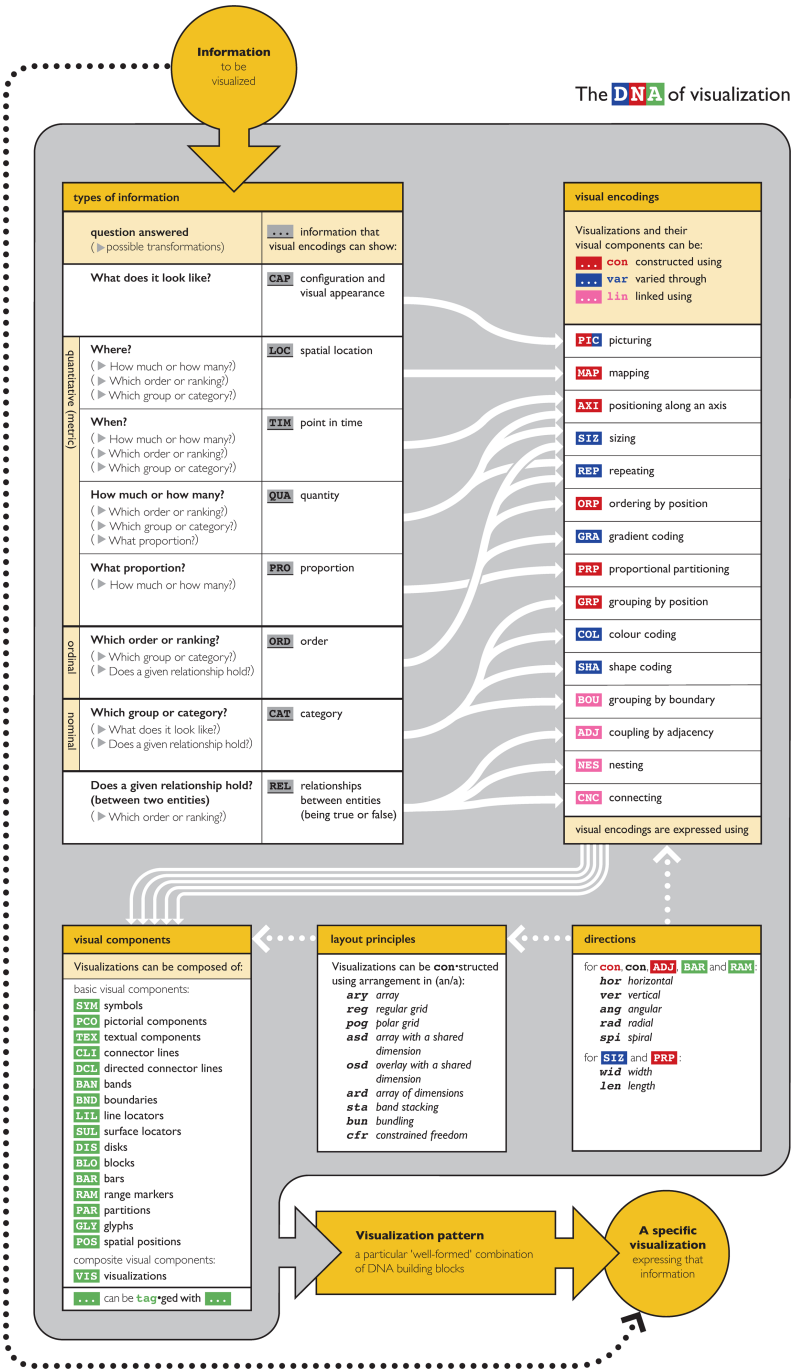 Information
to be
visualized
The DNA of visualization
types of information
question answered
( ▶ possible transformations)
... information that
visual encodings can show:
What does it look like?
CAP configuration and
visual appearance
quantitative (metric)
Where?
( ▶ How much or how many?)
( ▶ Which order or ranking?)
( ▶ Which group or category?)
LOC spatial location
When?
( ▶ How much or how many?)
( ▶ Which order or ranking?)
( ▶ Which group or category?)
TIM point in time
How much or how many?
( ▶ Which order or ranking?)
( ▶ Which group or category?)
( ▶ What proportion?)
QUA quantity
What proportion?
( ▶ How much or how many?)
PRO proportion
ordinal
Which order or ranking?
( ▶ Which group or category?)
( ▶ Does a given relationship hold?)
ORD order
nominal
Which group or category?
( ▶ What does it look like?)
( ▶ Does a given relationship hold?)
CAT category
Does a given relationship hold?
(between two entities)
( ▶ Which order or ranking?)
REL relationships
between entities
(being true or false)
visual encodings
Visualizations and their
visual components can be:
... con constructed using
... var varied through
... lin linked using
PIC picturing
MAP mapping
AXI positioning along an axis
SIZ sizing
REP repeating
ORP ordering by position
GRA gradient coding
PRP proportional partitioning
GRP grouping by position
COL colour coding
SHA shape coding
BOU grouping by boundary
ADJ coupling by adjacency
NES nesting
CNC connecting
visual encodings are expressed using
visual components
Visualizations can be composed of:
basic visual components:
SYM symbols
PCO pictorial components
TEX textual components
CLI connector lines
DCL directed connector lines
BAN bands
BND boundaries
LIL line locators
SUL surface locators
DIS disks
BLO blocks
BAR bars
RAM range markers
PAR partitions
GLY glyphs
POS spatial positions
composite visual components:
VIS visualizations
... can be tag•ged with ...
layout principles
Visualizations can be con•structed
using arrangement in (an/a):
ary array
reg regular grid
pog polar grid
asd array with a shared
dimension
osd overlay with a shared
dimension
ard array of dimensions
sta band stacking
bun bundling
cfr constrained freedom
directions
for con, con, ADJ, BAR and RAM:
hor horizontal
ver vertical
ang angular
rad radial
spi spiral
for SIZ and PRP:
wid width
len length
Visualization pattern
a particular 'well-formed' combination
of DNA building blocks
A specific
visualization
expressing that
information